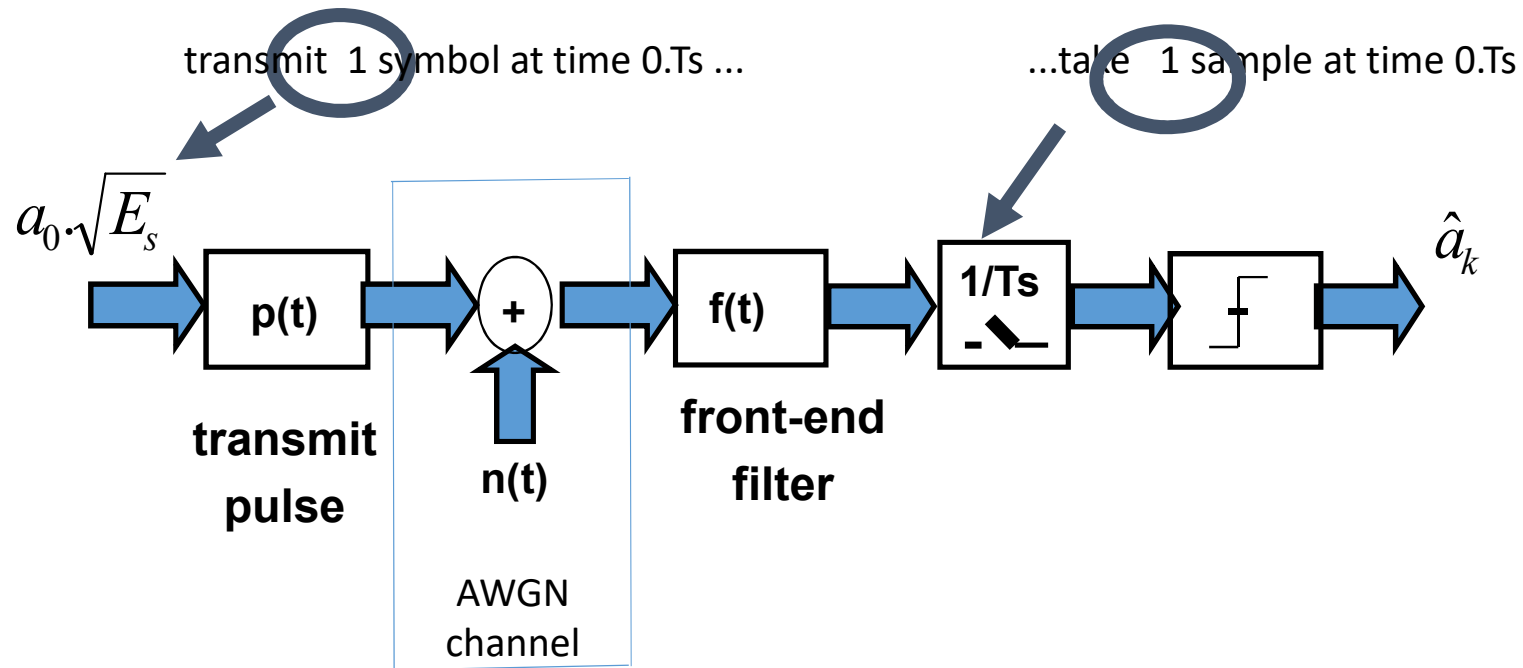 transmit 1 symbol at time 0.Ts ...
...take 1 sample at time 0.Ts
a₀.√Eₛ
p(t)
+
f(t)
1/Ts
âₖ
transmit
pulse
n(t)
front-end
filter
AWGN
channel